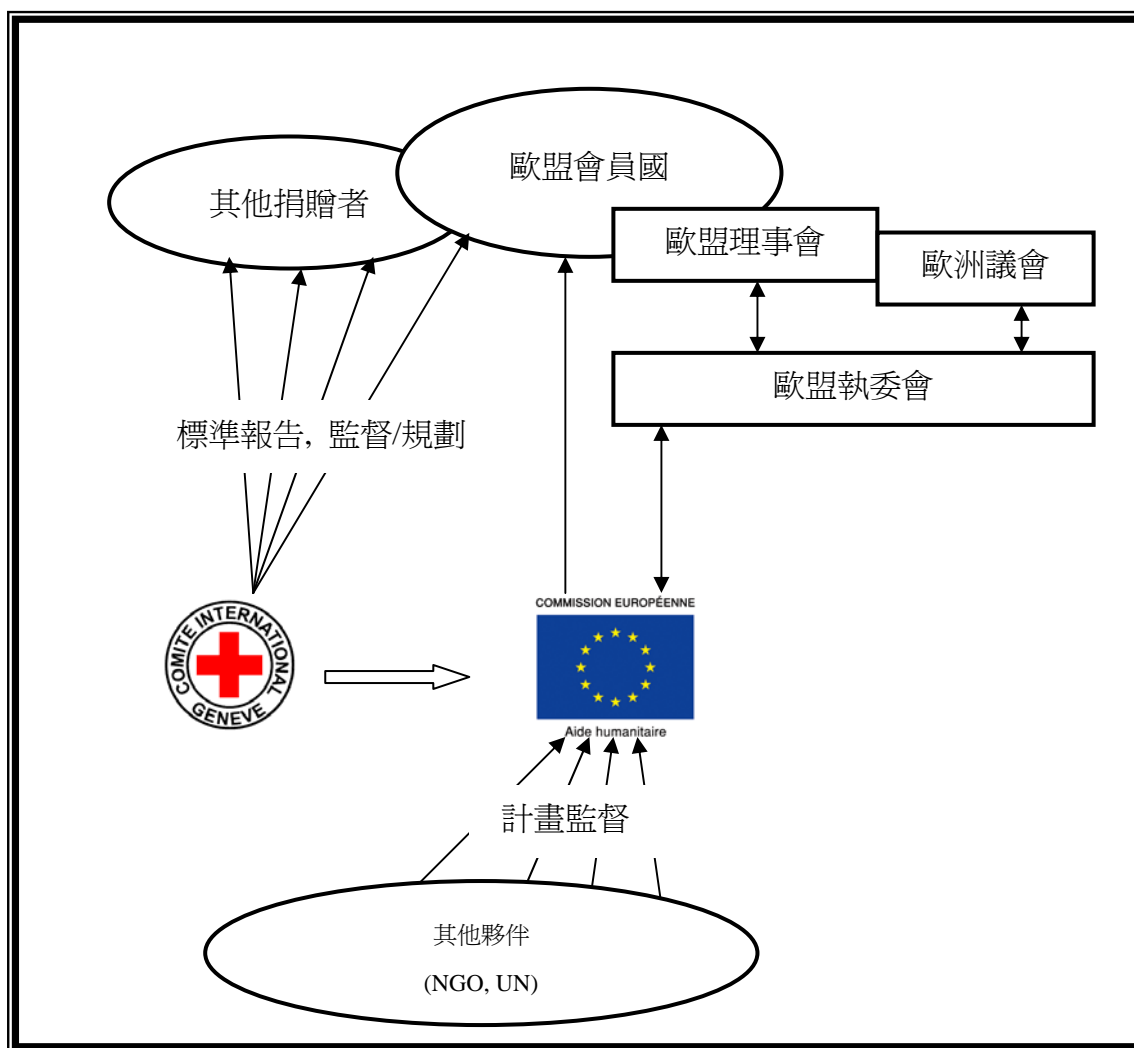 歐盟會員國
其他捐贈者
歐盟理事會
歐洲議會
歐盟執委會
標準報告, 監督/規劃
COMITE INTERNATIONAL
GENEVE
COMMISSION EUROPÉENNE
Aide humanitaire
計畫監督
其他夥伴
(NGO, UN)